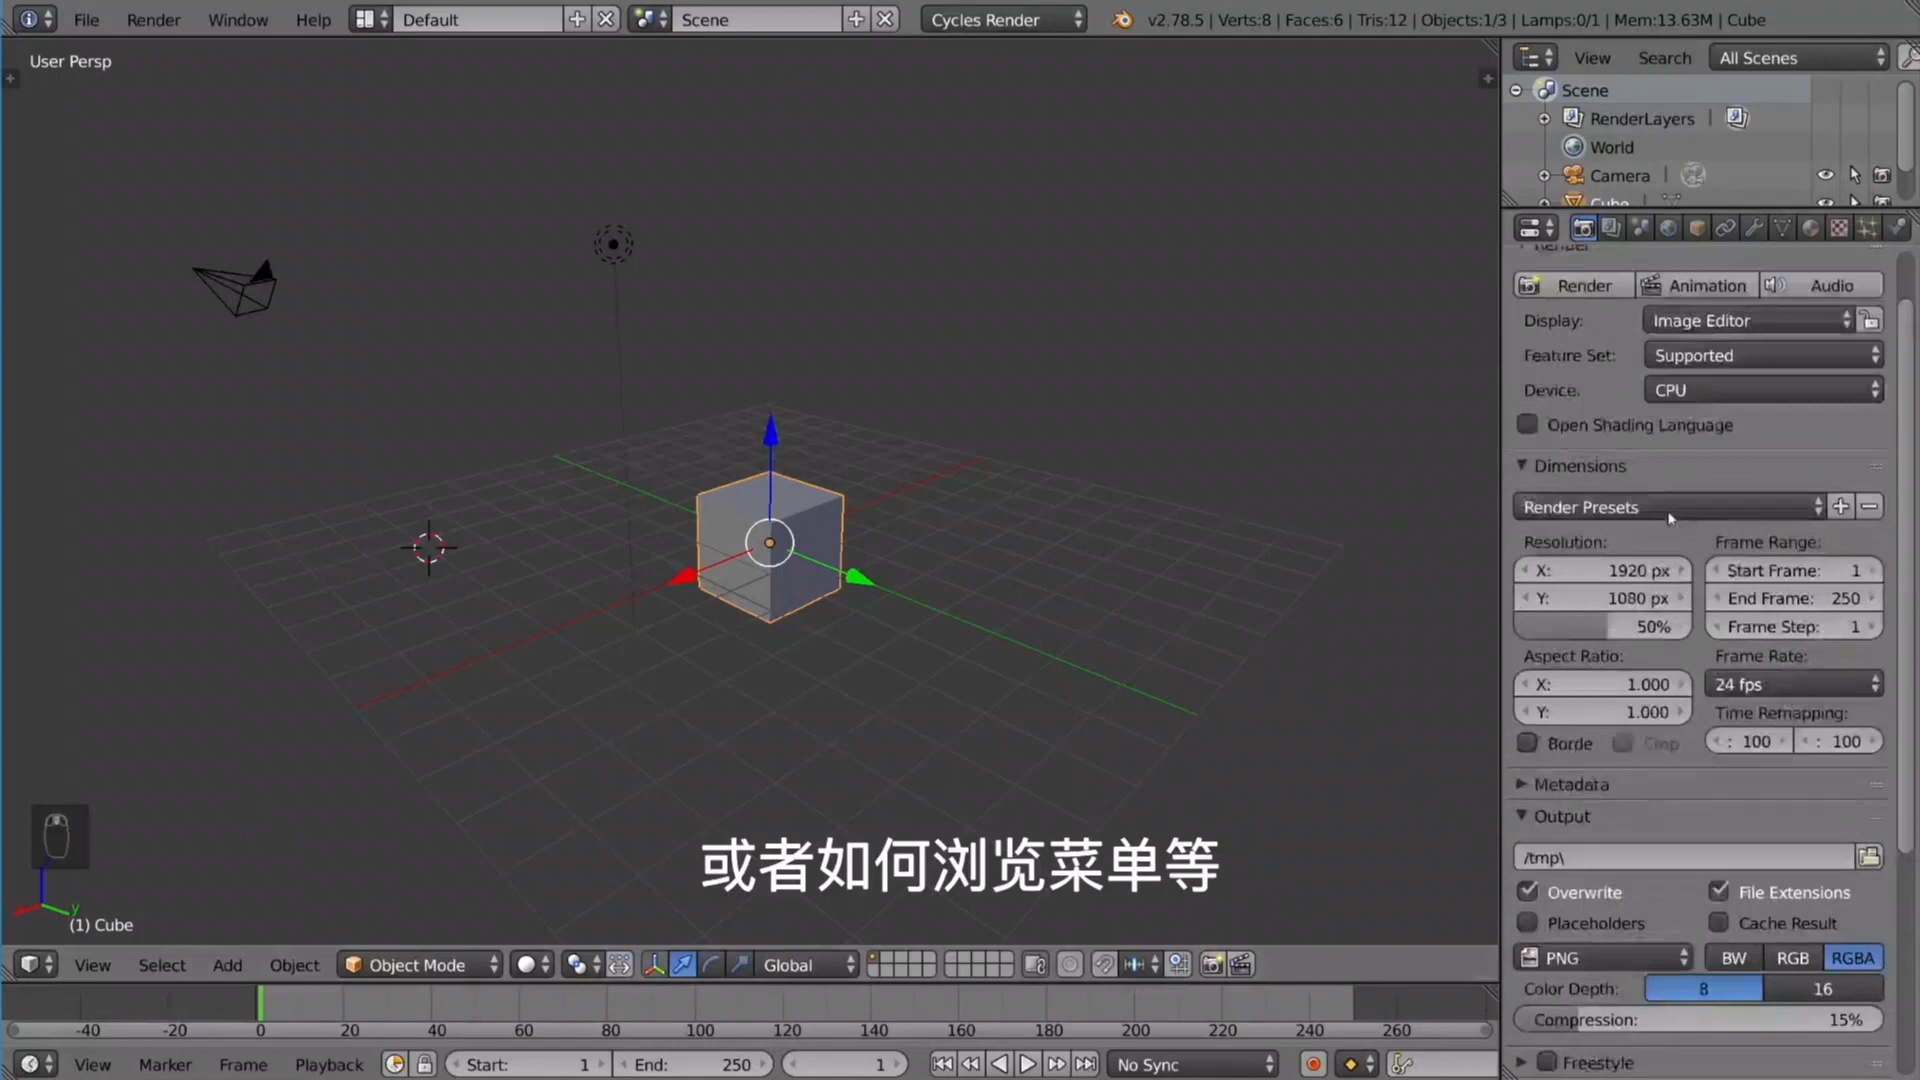 File Render Window Help Default Scene Cycles Render v2.78.5 | Verts:8 | Faces:6 | Tris:12 | Objects:1/3 | Lamps:0/1 | Mem:13.63M | Cube
User Persp
View Search All Scenes
Scene
RenderLayers
World
Camera
Cube
Render
Render Animation Audio
Display: Image Editor
Feature Set: Supported
Device: CPU
Open Shading Language
Dimensions
Render Presets
Resolution: Frame Range:
X: 1920 px Start Frame: 1
Y: 1080 px End Frame: 250
50% Frame Step: 1
Aspect Ratio: Frame Rate:
X: 1.000 24 fps
Y: 1.000 Time Remapping:
Borde Crop : 100 : 100
Metadata
Output
/tmp\
Overwrite File Extensions
Placeholders Cache Result
PNG BW RGB RGBA
Color Depth: 8 16
Compression: 15%
Freestyle
或者如何浏览菜单等
y
(1) Cube
View Select Add Object Object Mode Global
-40 -20 0 20 40 60 80 100 120 140 160 180 200 220 240 260
View Marker Frame Playback Start: 1 End: 250 1 No Sync